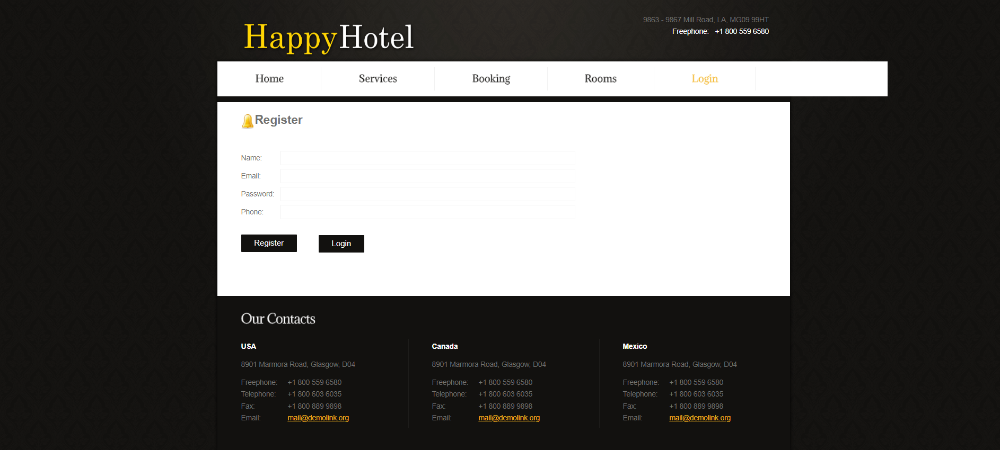 HappyHotel
9863 - 9867 Mill Road, LA, MG09 99HT
Freephone: +1 800 559 6580
Home Services Booking Rooms Login
Register
Name:
Email:
Password:
Phone:
Register Login
Our Contacts
USA
8901 Marmora Road, Glasgow, D04
Freephone: +1 800 559 6580
Telephone: +1 800 603 6035
Fax: +1 800 889 9898
Email: mail@demolink.org
Canada
8901 Marmora Road, Glasgow, D04
Freephone: +1 800 559 6580
Telephone: +1 800 603 6035
Fax: +1 800 889 9898
Email: mail@demolink.org
Mexico
8901 Marmora Road, Glasgow, D04
Freephone: +1 800 559 6580
Telephone: +1 800 603 6035
Fax: +1 800 889 9898
Email: mail@demolink.org